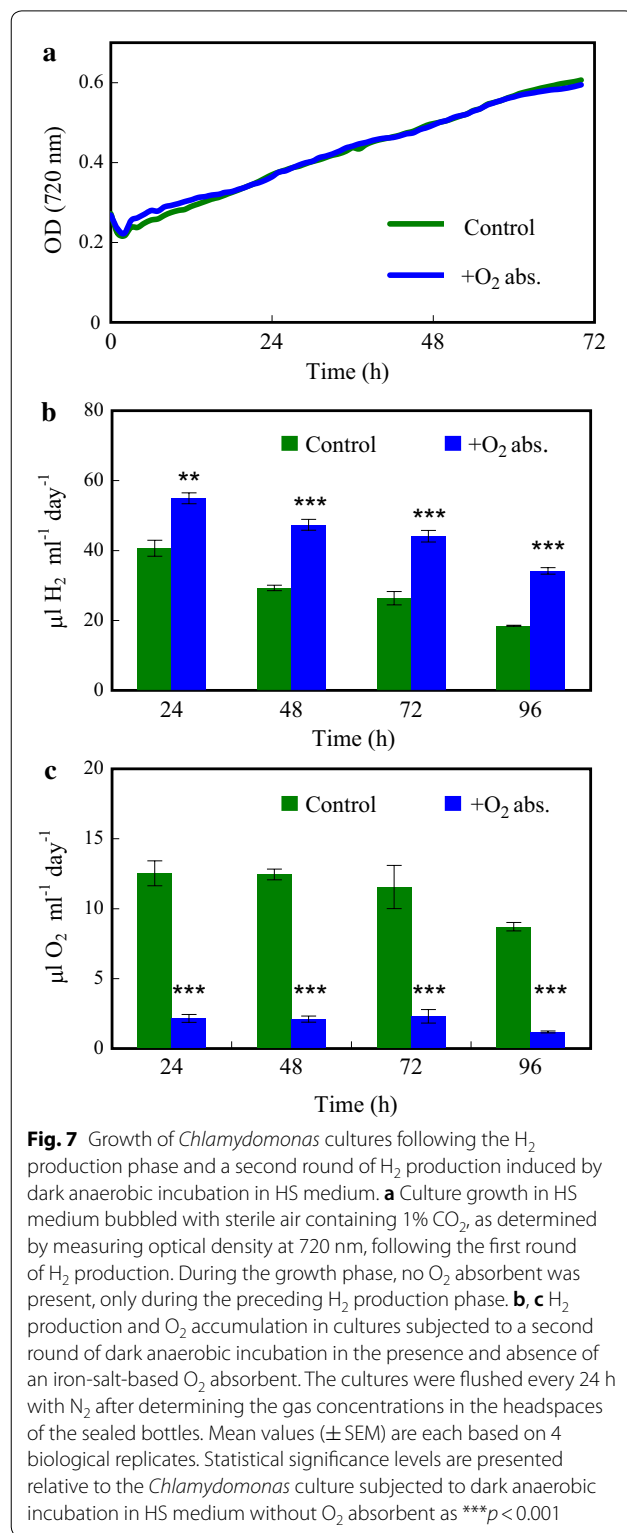 a
0.6
0.4
0.2
0
OD (720 nm)
Control
+O₂ abs.
0 24 48 72
Time (h)
b
80
60
40
20
0
µl H₂ ml⁻¹ day⁻¹
Control +O₂ abs.
** *** *** ***
24 48 72 96
Time (h)
c
20
15
10
5
0
µl O₂ ml⁻¹ day⁻¹
Control +O₂ abs.
*** *** *** ***
24 48 72 96
Time (h)
Fig. 7 Growth of Chlamydomonas cultures following the H₂
production phase and a second round of H₂ production induced by
dark anaerobic incubation in HS medium. a Culture growth in HS
medium bubbled with sterile air containing 1% CO₂, as determined
by measuring optical density at 720 nm, following the first round
of H₂ production. During the growth phase, no O₂ absorbent was
present, only during the preceding H₂ production phase. b, c H₂
production and O₂ accumulation in cultures subjected to a second
round of dark anaerobic incubation in the presence and absence of
an iron-salt-based O₂ absorbent. The cultures were flushed every 24 h
with N₂ after determining the gas concentrations in the headspaces
of the sealed bottles. Mean values (± SEM) are each based on 4
biological replicates. Statistical significance levels are presented
relative to the Chlamydomonas culture subjected to dark anaerobic
incubation in HS medium without O₂ absorbent as ***p < 0.001